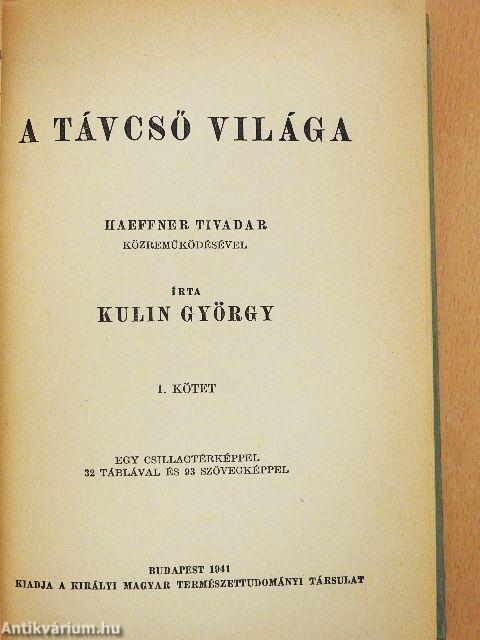 A TÁVCSŐ VILÁGA
HAEFFNER TIVADAR
KÖZREMŰKÖDÉSÉVEL
ÍRTA
KULIN GYÖRGY
I. KÖTET
EGY CSILLAGTÉRKÉPPEL
32 TÁBLÁVAL ÉS 93 SZÖVEGKÉPPEL
BUDAPEST 1941
KIADJA A KIRÁLYI MAGYAR TERMÉSZETTUDOMÁNYI TÁRSULAT
Antikvárium.hu